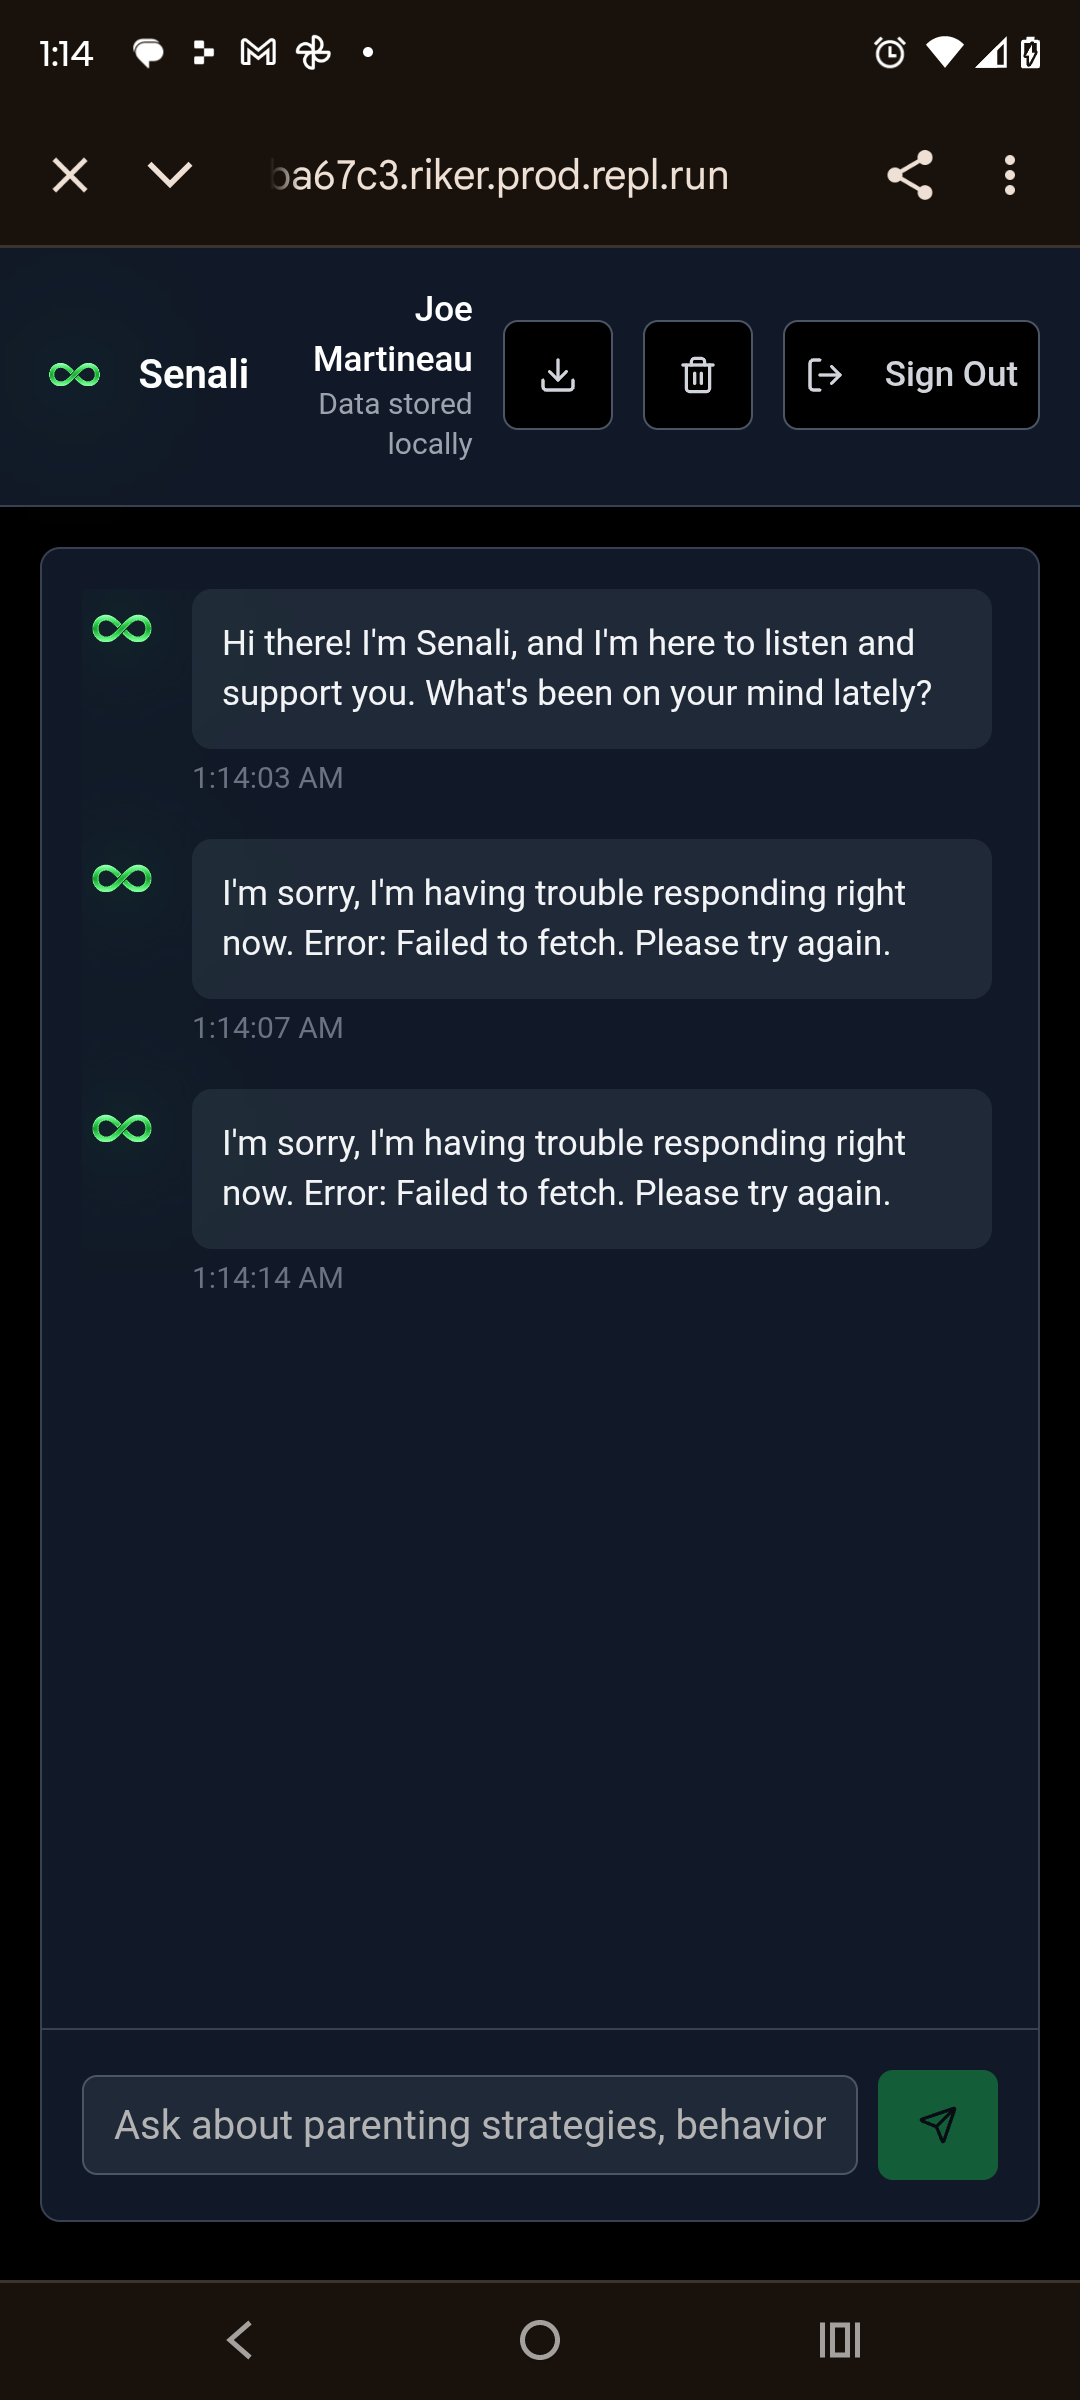 1:14
ba67c3.riker.prod.repl.run
Senali
Joe
Martineau
Data stored
locally
Sign Out
Hi there! I'm Senali, and I'm here to listen and
support you. What's been on your mind lately?
1:14:03 AM
I'm sorry, I'm having trouble responding right
now. Error: Failed to fetch. Please try again.
1:14:07 AM
I'm sorry, I'm having trouble responding right
now. Error: Failed to fetch. Please try again.
1:14:14 AM
Ask about parenting strategies, behavior